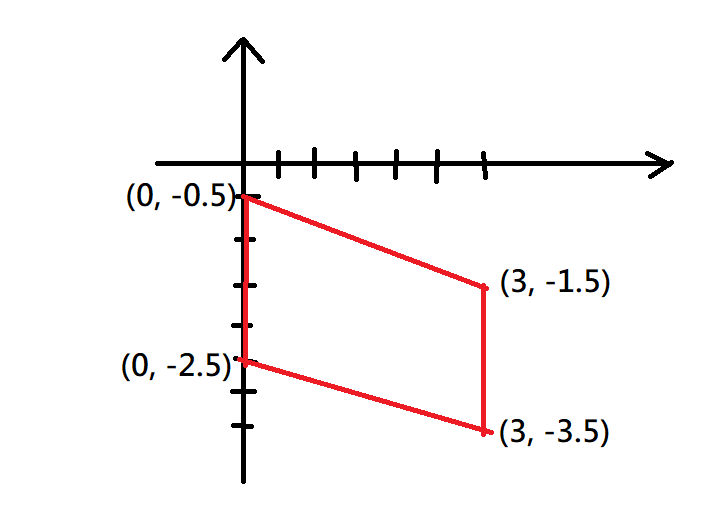 (0, -0.5)
(3, -1.5)
(0, -2.5)
(3, -3.5)